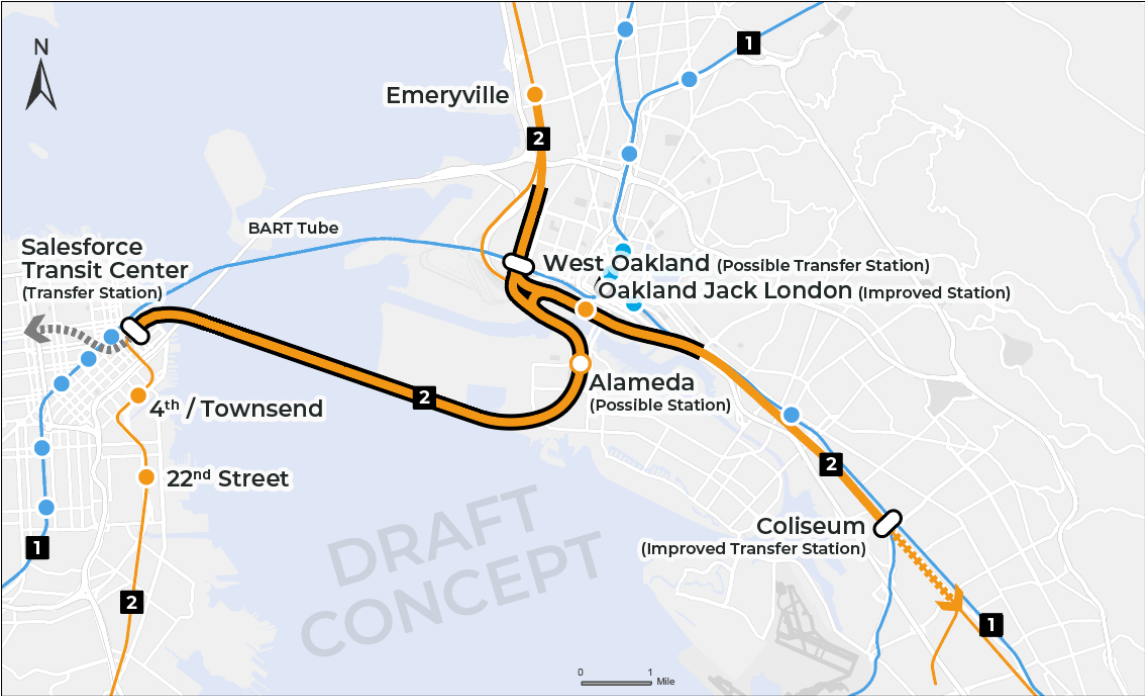 N
1
Emeryville
2
BART Tube
Salesforce
Transit Center
(Transfer Station)
West Oakland (Possible Transfer Station)
Oakland Jack London (Improved Station)
2
Alameda
(Possible Station)
4th / Townsend
22nd Street
2
DRAFT
CONCEPT
Coliseum
(Improved Transfer Station)
1
2
1
0 1
Mile